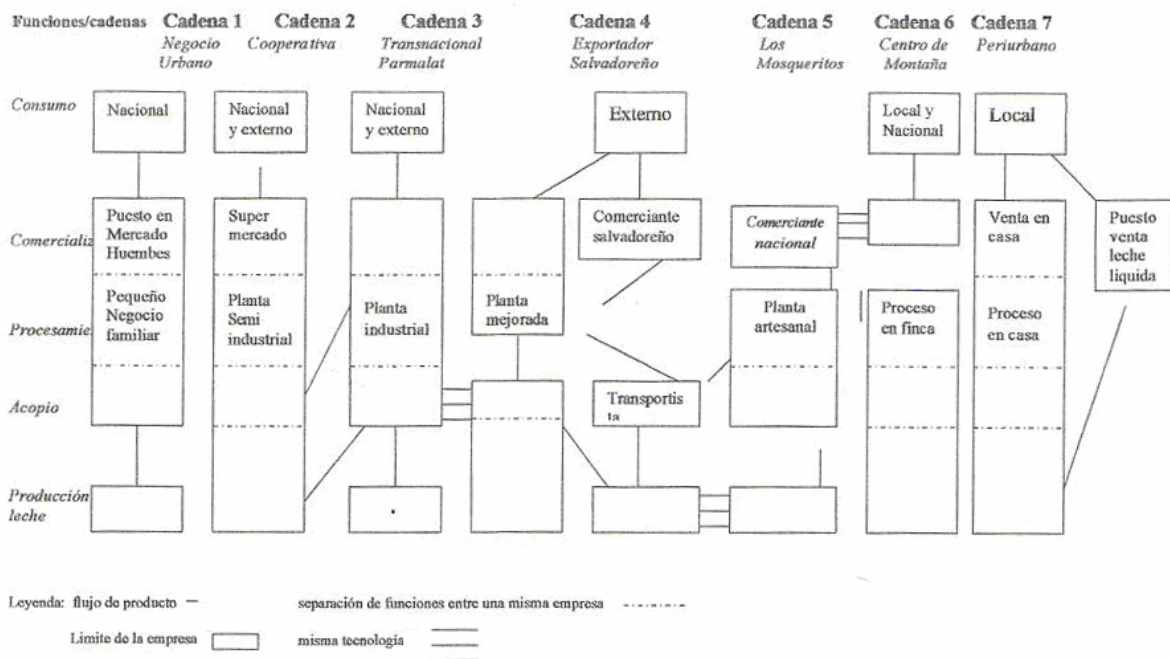 Funciones/cadenas Cadena 1 Cadena 2 Cadena 3 Cadena 4 Cadena 5 Cadena 6 Cadena 7
Negocio Urbano
Cooperativa
Transnacional Parmalat
Exportador Salvadoreño
Los Mosqueritos
Centro de Montaña
Periurbano
Consumo
Nacional
Nacional y externo
Nacional y externo
Externo
Local y Nacional
Local
Comercializ
Puesto en
Mercado
Huembes
Super
mercado
Comerciante
salvadoreño
Comerciante
nacional
Venta en
casa
Puesto
venta
leche
liquida
Procesamie
Pequeño
Negocio
familiar
Planta
Semi
industrial
Planta
industrial
Planta
mejorada
Planta
artesanal
Proceso
en finca
Proceso
en casa
Acopio
Transportis
ta
Producción
leche
Leyenda: flujo de producto
separación de funciones entre una misma empresa
Limite de la empresa
misma tecnología